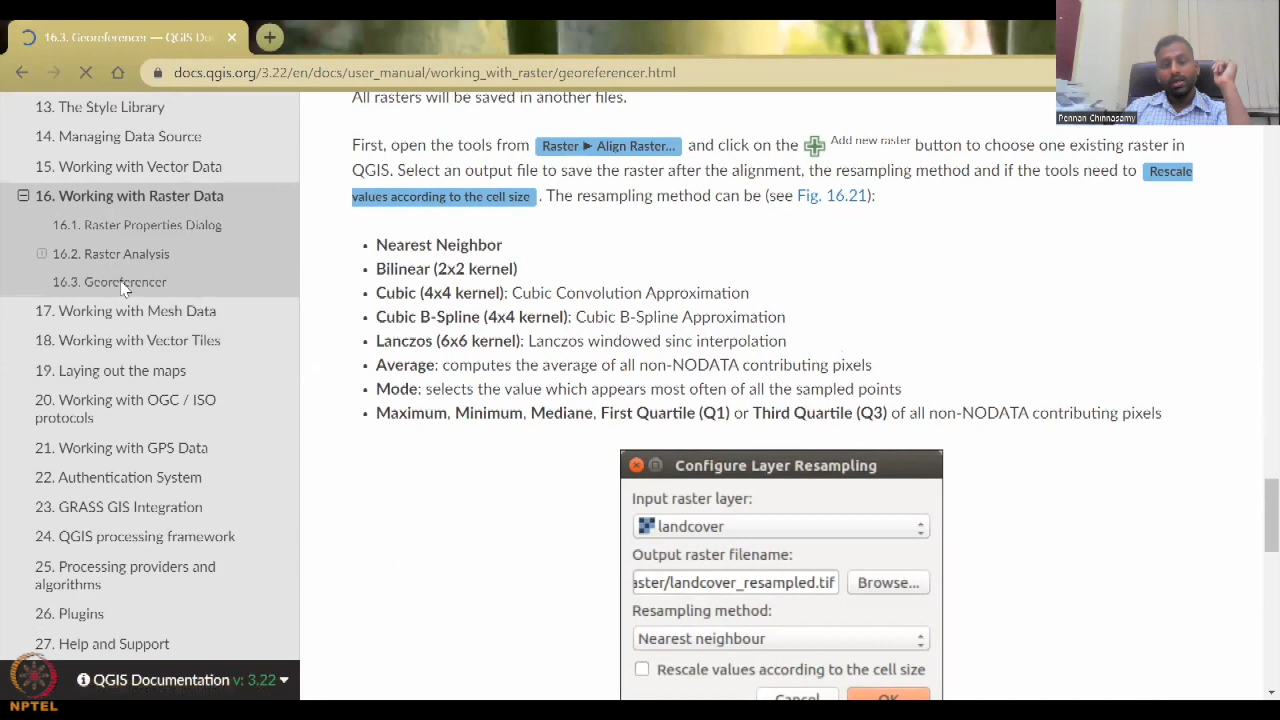 16.3. Georeferencer — QGIS Do
docs.qgis.org/3.22/en/docs/user_manual/working_with_raster/georeferencer.html
Pennan Chinnasamy
13. The Style Library
14. Managing Data Source
15. Working with Vector Data
16. Working with Raster Data
16.1. Raster Properties Dialog
16.2. Raster Analysis
16.3. Georeferencer
17. Working with Mesh Data
18. Working with Vector Tiles
19. Laying out the maps
20. Working with OGC / ISO
protocols
21. Working with GPS Data
22. Authentication System
23. GRASS GIS Integration
24. QGIS processing framework
25. Processing providers and
algorithms
26. Plugins
27. Help and Support
QGIS Documentation v: 3.22
NPTEL
All rasters will be saved in another files.
First, open the tools from Raster ► Align Raster... and click on the Add new raster button to choose one existing raster in
QGIS. Select an output file to save the raster after the alignment, the resampling method and if the tools need to Rescale
values according to the cell size . The resampling method can be (see Fig. 16.21):
• Nearest Neighbor
• Bilinear (2x2 kernel)
• Cubic (4x4 kernel): Cubic Convolution Approximation
• Cubic B-Spline (4x4 kernel): Cubic B-Spline Approximation
• Lanczos (6x6 kernel): Lanczos windowed sinc interpolation
• Average: computes the average of all non-NODATA contributing pixels
• Mode: selects the value which appears most often of all the sampled points
• Maximum, Minimum, Mediane, First Quartile (Q1) or Third Quartile (Q3) of all non-NODATA contributing pixels
Configure Layer Resampling
Input raster layer:
landcover
Output raster filename:
aster/landcover_resampled.tif Browse...
Resampling method:
Nearest neighbour
Rescale values according to the cell size
Cancel OK